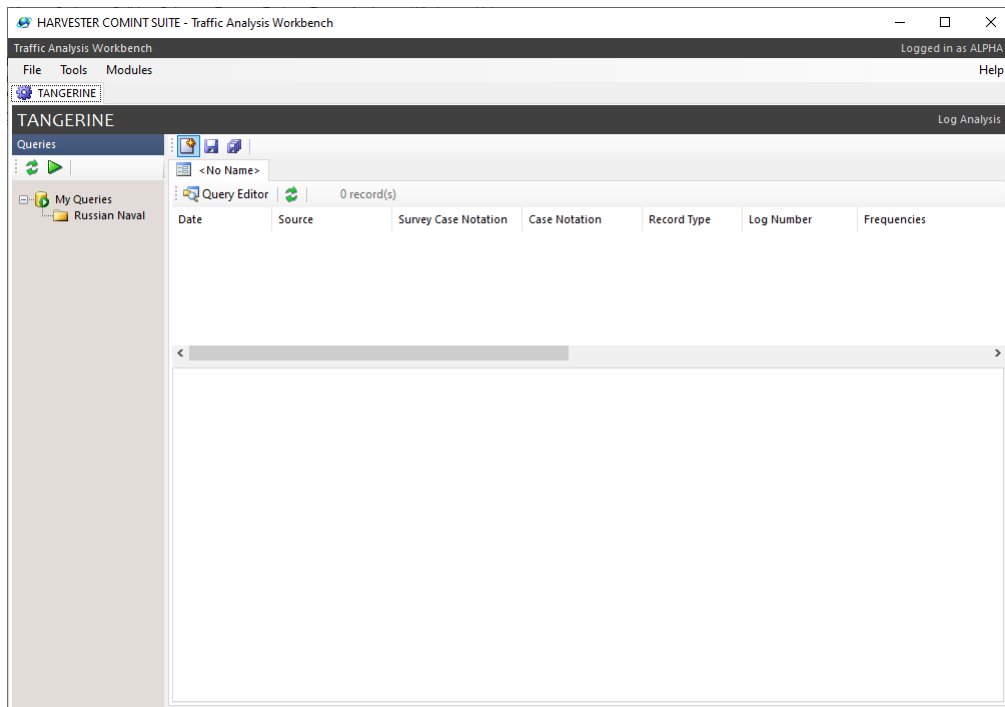 HARVESTER COMINT SUITE - Traffic Analysis Workbench
Traffic Analysis Workbench Logged in as ALPHA
File Tools Modules Help
TANGERINE
TANGERINE Log Analysis
Queries
<No Name>
My Queries
Query Editor 0 record(s)
Russian Naval
Date Source Survey Case Notation Case Notation Record Type Log Number Frequencies